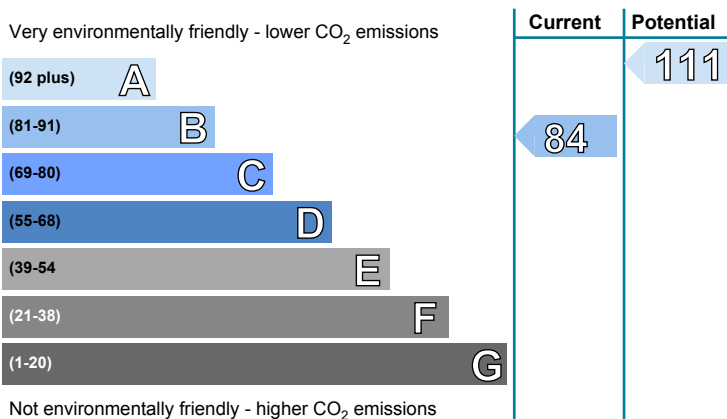 Very environmentally friendly - lower CO2 emissions
Current
Potential
(92 plus) A
111
(81-91) B
84
(69-80) C
(55-68) D
(39-54 E
(21-38) F
(1-20) G
Not environmentally friendly - higher CO2 emissions